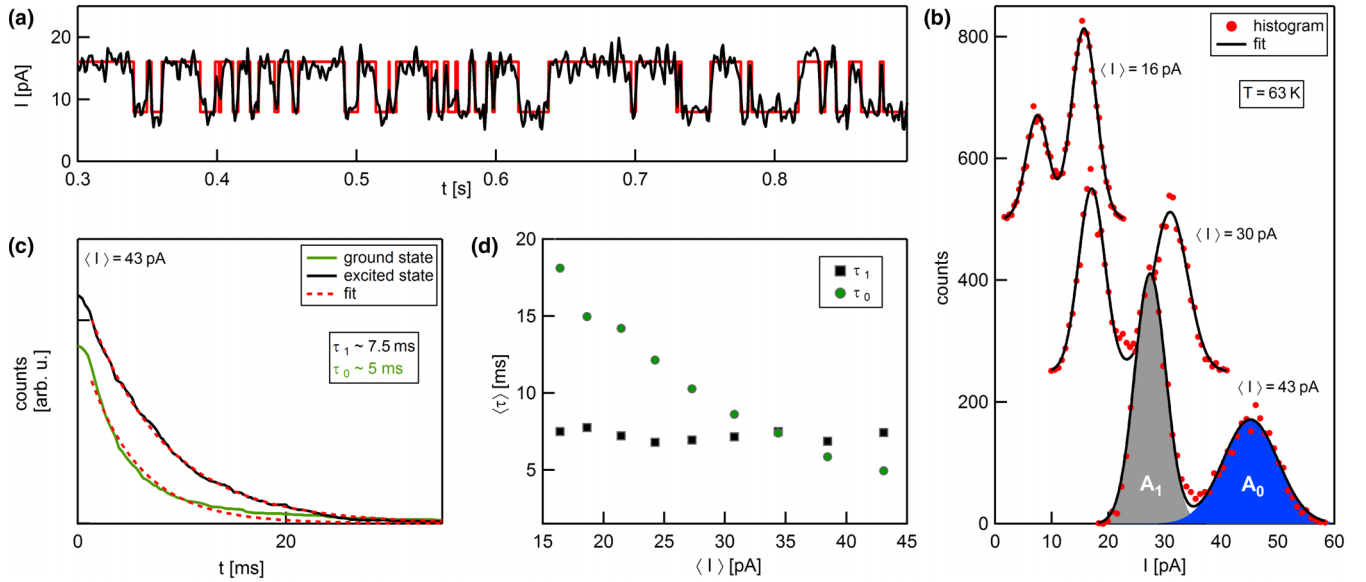 (a)
I [pA]
20
10
0
0.3
0.4
0.5
0.6
0.7
0.8
t [s]
(b)
counts
800
600
400
200
0
0
10
20
30
40
50
60
I [pA]
histogram
fit
T = 63 K
⟨ I ⟩ = 16 pA
⟨ I ⟩ = 30 pA
⟨ I ⟩ = 43 pA
A1
A0
(c)
⟨ I ⟩ = 43 pA
ground state
excited state
fit
τ 1 ~ 7.5 ms
τ 0 ~ 5 ms
counts
[arb. u.]
0
20
t [ms]
(d)
20
15
10
5
⟨τ⟩ [ms]
τ 1
τ 0
15
20
25
30
35
40
45
⟨ I ⟩ [pA]